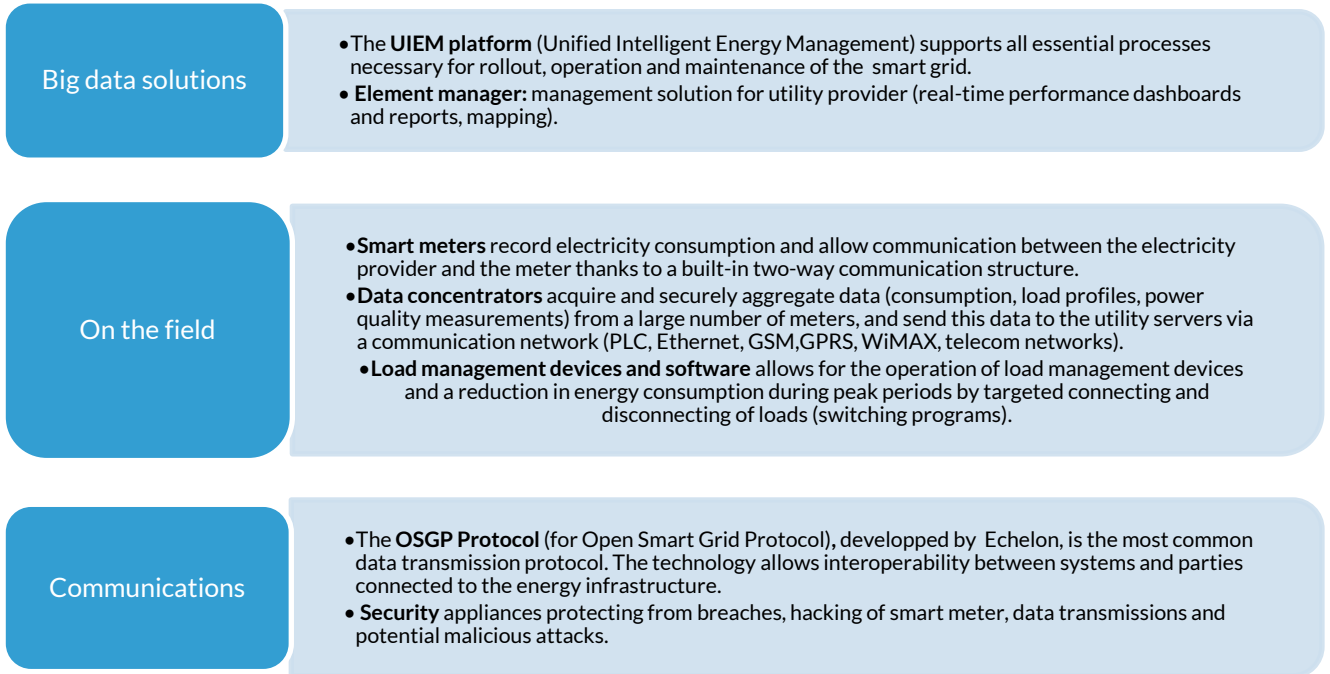 Big data solutions
•The UIEM platform (Unified Intelligent Energy Management) supports all essential processes
necessary for rollout, operation and maintenance of the smart grid.
• Element manager: management solution for utility provider (real-time performance dashboards
and reports, mapping).
On the field
•Smart meters record electricity consumption and allow communication between the electricity
provider and the meter thanks to a built-in two-way communication structure.
•Data concentrators acquire and securely aggregate data (consumption, load profiles, power
quality measurements) from a large number of meters, and send this data to the utility servers via
a communication network (PLC, Ethernet, GSM,GPRS, WiMAX, telecom networks).
•Load management devices and software allows for the operation of load management devices
and a reduction in energy consumption during peak periods by targeted connecting and
disconnecting of loads (switching programs).
Communications
•The OSGP Protocol (for Open Smart Grid Protocol), developped by Echelon, is the most common
data transmission protocol. The technology allows interoperability between systems and parties
connected to the energy infrastructure.
• Security appliances protecting from breaches, hacking of smart meter, data transmissions and
potential malicious attacks.